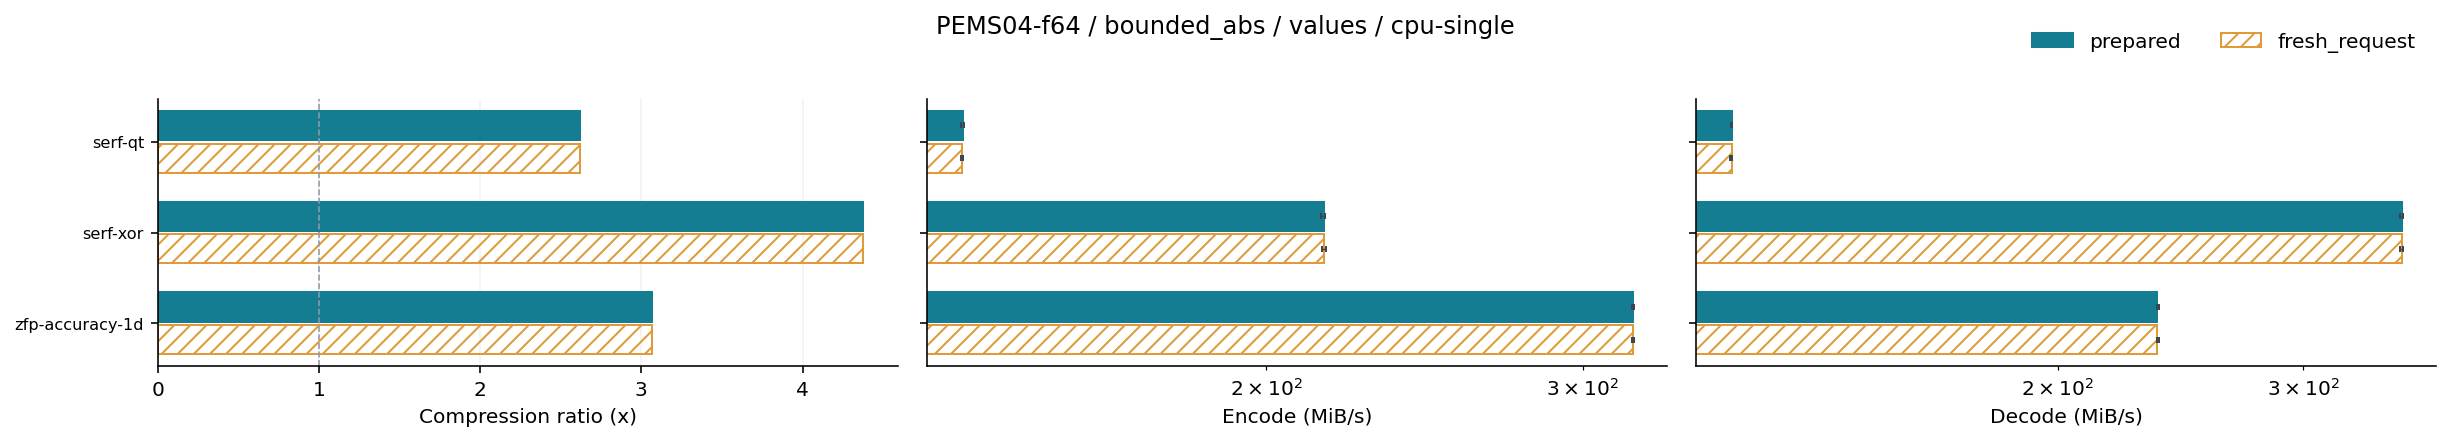 PEMS04-f64 / bounded_abs / values / cpu-single
prepared
fresh_request
serf-qt
serf-xor
zfp-accuracy-1d
0 1 2 3 4
Compression ratio (x)
2 × 10² 3 × 10²
Encode (MiB/s)
2 × 10² 3 × 10²
Decode (MiB/s)